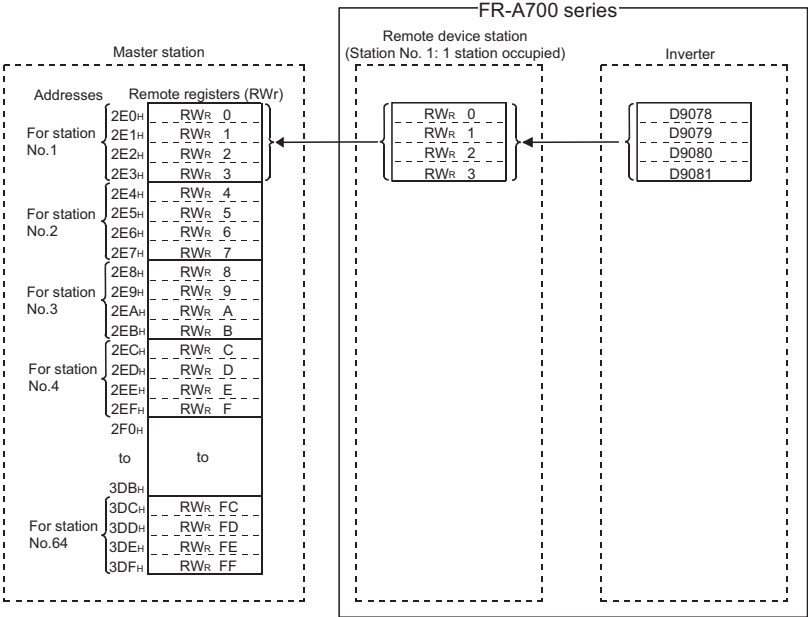 FR-A700 series
Master station
Remote device station
(Station No. 1: 1 station occupied)
Inverter
Addresses Remote registers (RWr)
For station No.1
2E0H RWR 0
2E1H RWR 1
2E2H RWR 2
2E3H RWR 3
For station No.2
2E4H RWR 4
2E5H RWR 5
2E6H RWR 6
2E7H RWR 7
For station No.3
2E8H RWR 8
2E9H RWR 9
2EAH RWR A
2EBH RWR B
For station No.4
2ECH RWR C
2EDH RWR D
2EEH RWR E
2EFH RWR F
2F0H
to to
3DBH
For station No.64
3DCH RWR FC
3DDH RWR FD
3DEH RWR FE
3DFH RWR FF
RWR 0
RWR 1
RWR 2
RWR 3
D9078
D9079
D9080
D9081